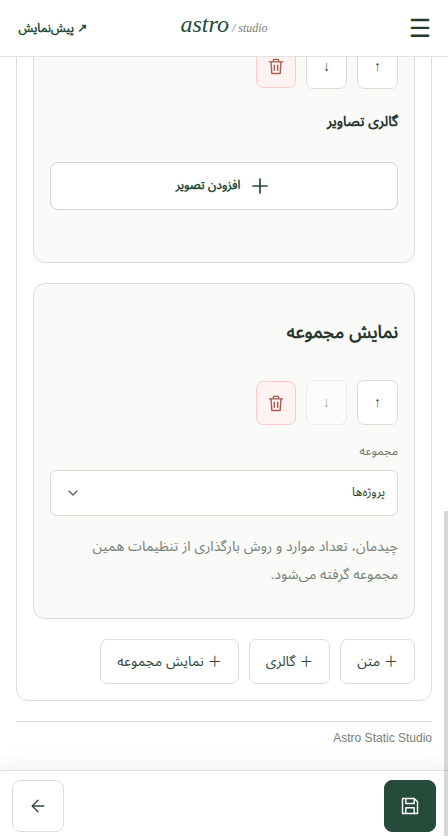 astro / studio
پیش‌نمایش ↗
↑ ↓
گالری تصاویر
افزودن تصویر
نمایش مجموعه
↑ ↓
مجموعه
پروژه‌ها
چیدمان، تعداد موارد و روش بارگذاری از تنظیمات همین
مجموعه گرفته می‌شود.
+ متن + گالری + نمایش مجموعه
Astro Static Studio